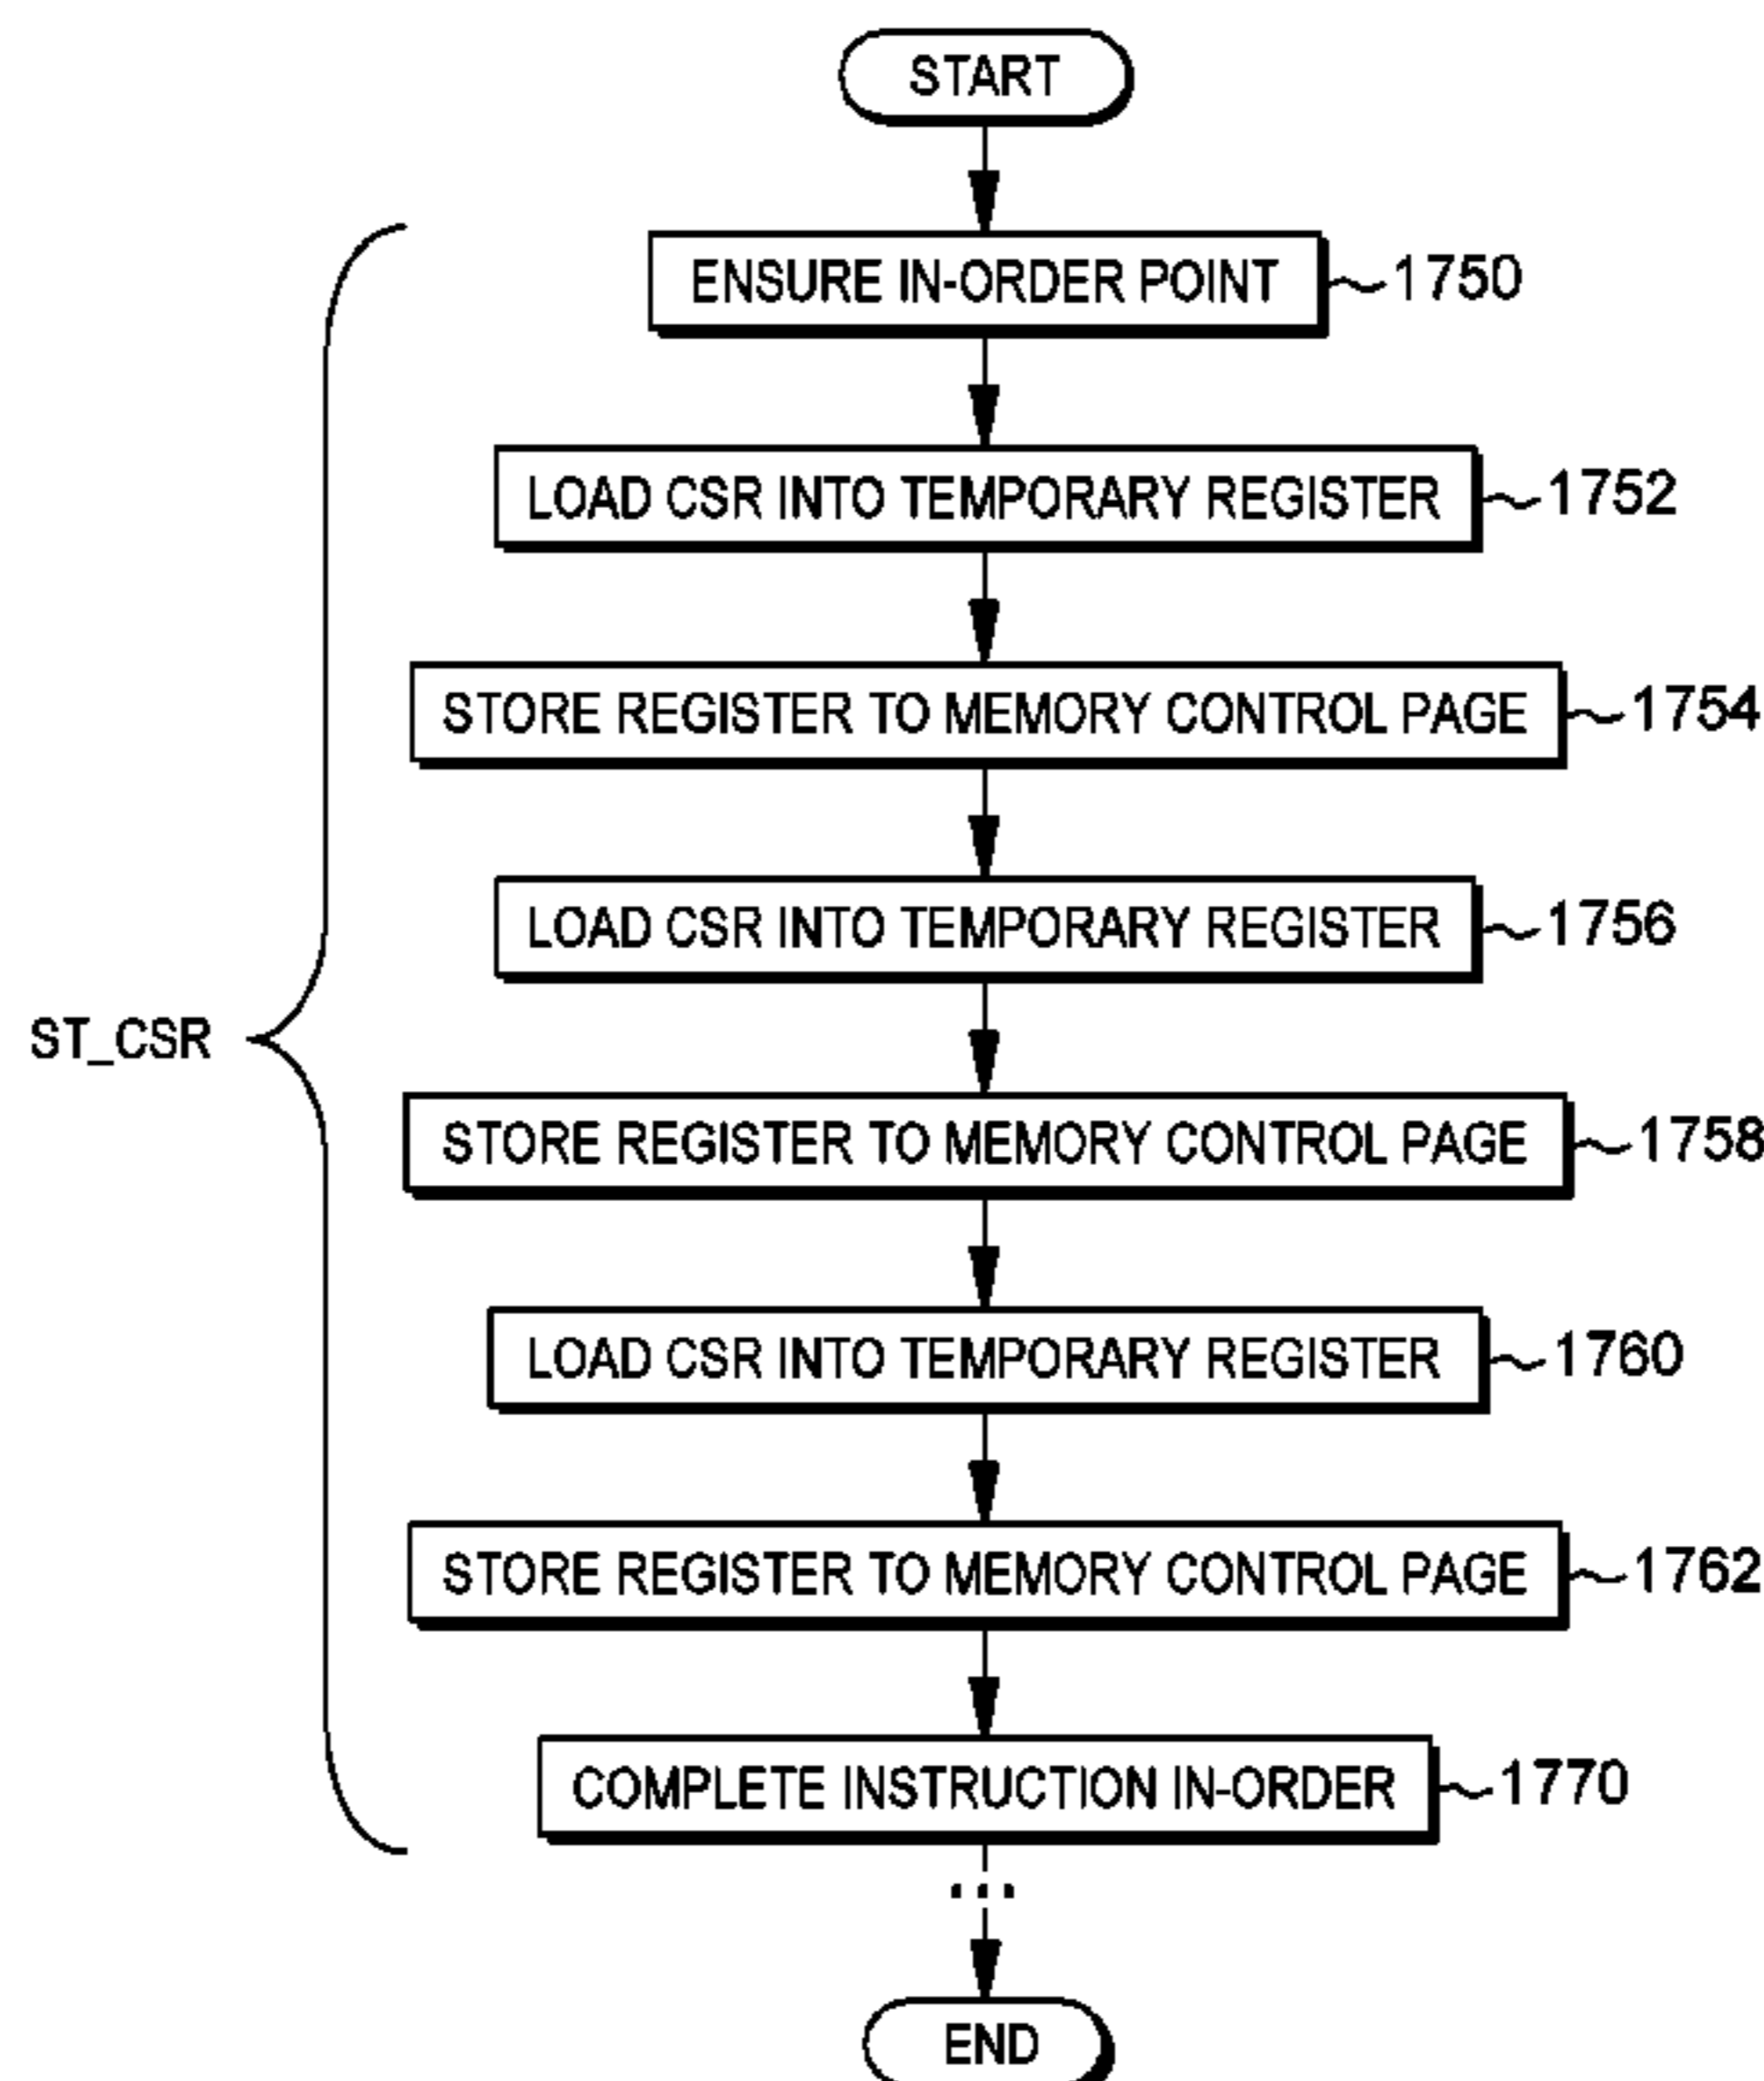 START
ENSURE IN-ORDER POINT 1750
LOAD CSR INTO TEMPORARY REGISTER 1752
STORE REGISTER TO MEMORY CONTROL PAGE 1754
LOAD CSR INTO TEMPORARY REGISTER 1756
ST_CSR
STORE REGISTER TO MEMORY CONTROL PAGE 1758
LOAD CSR INTO TEMPORARY REGISTER 1760
STORE REGISTER TO MEMORY CONTROL PAGE 1762
COMPLETE INSTRUCTION IN-ORDER 1770
...
END